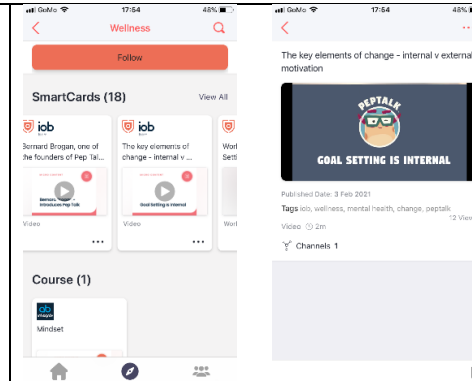 GoMo 17:54 48%
Wellness
Follow
SmartCards (18) View All
iob
Bernard Brogan, one of
the founders of Pep Tal...
Introduces Pep Talk
Video
iob
The key elements of
change - internal v ...
Goal Setting is Internal
Video
Course (1)
Mindset
GoMo 17:54 48%
The key elements of change - internal v external
motivation
PEPTALK
GOAL SETTING IS INTERNAL
Published Date: 3 Feb 2021
Tags iob, wellness, mental health, change, peptalk
Video 2m
Channels 1